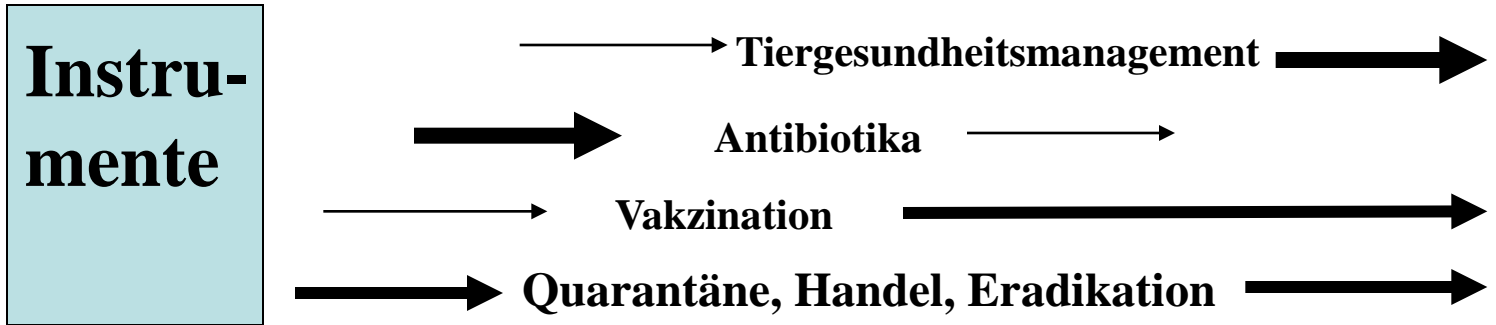 Instru-
mente
Tiergesundheitsmanagement
Antibiotika
Vakzination
Quarantäne, Handel, Eradikation